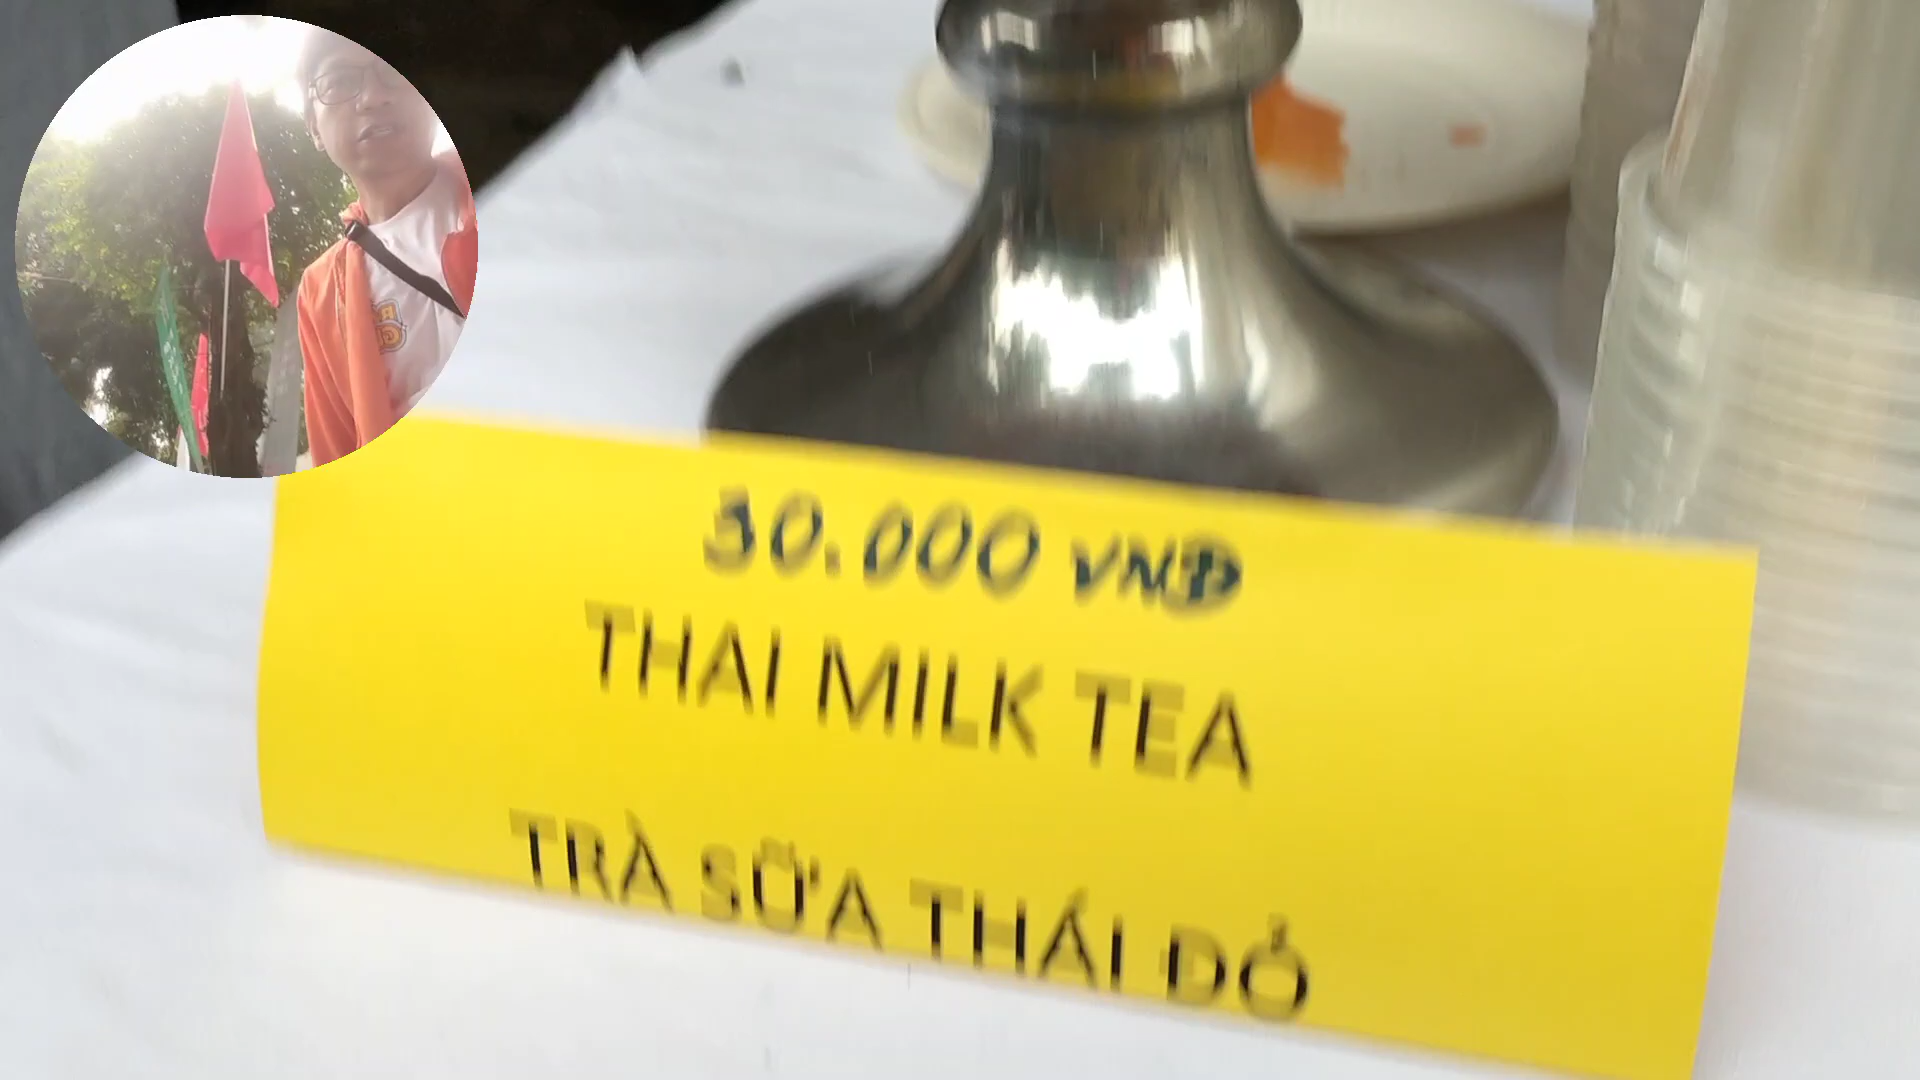 30.000 VNĐ
THAI MILK TEA
TRÀ SỮA THÁI ĐỎ